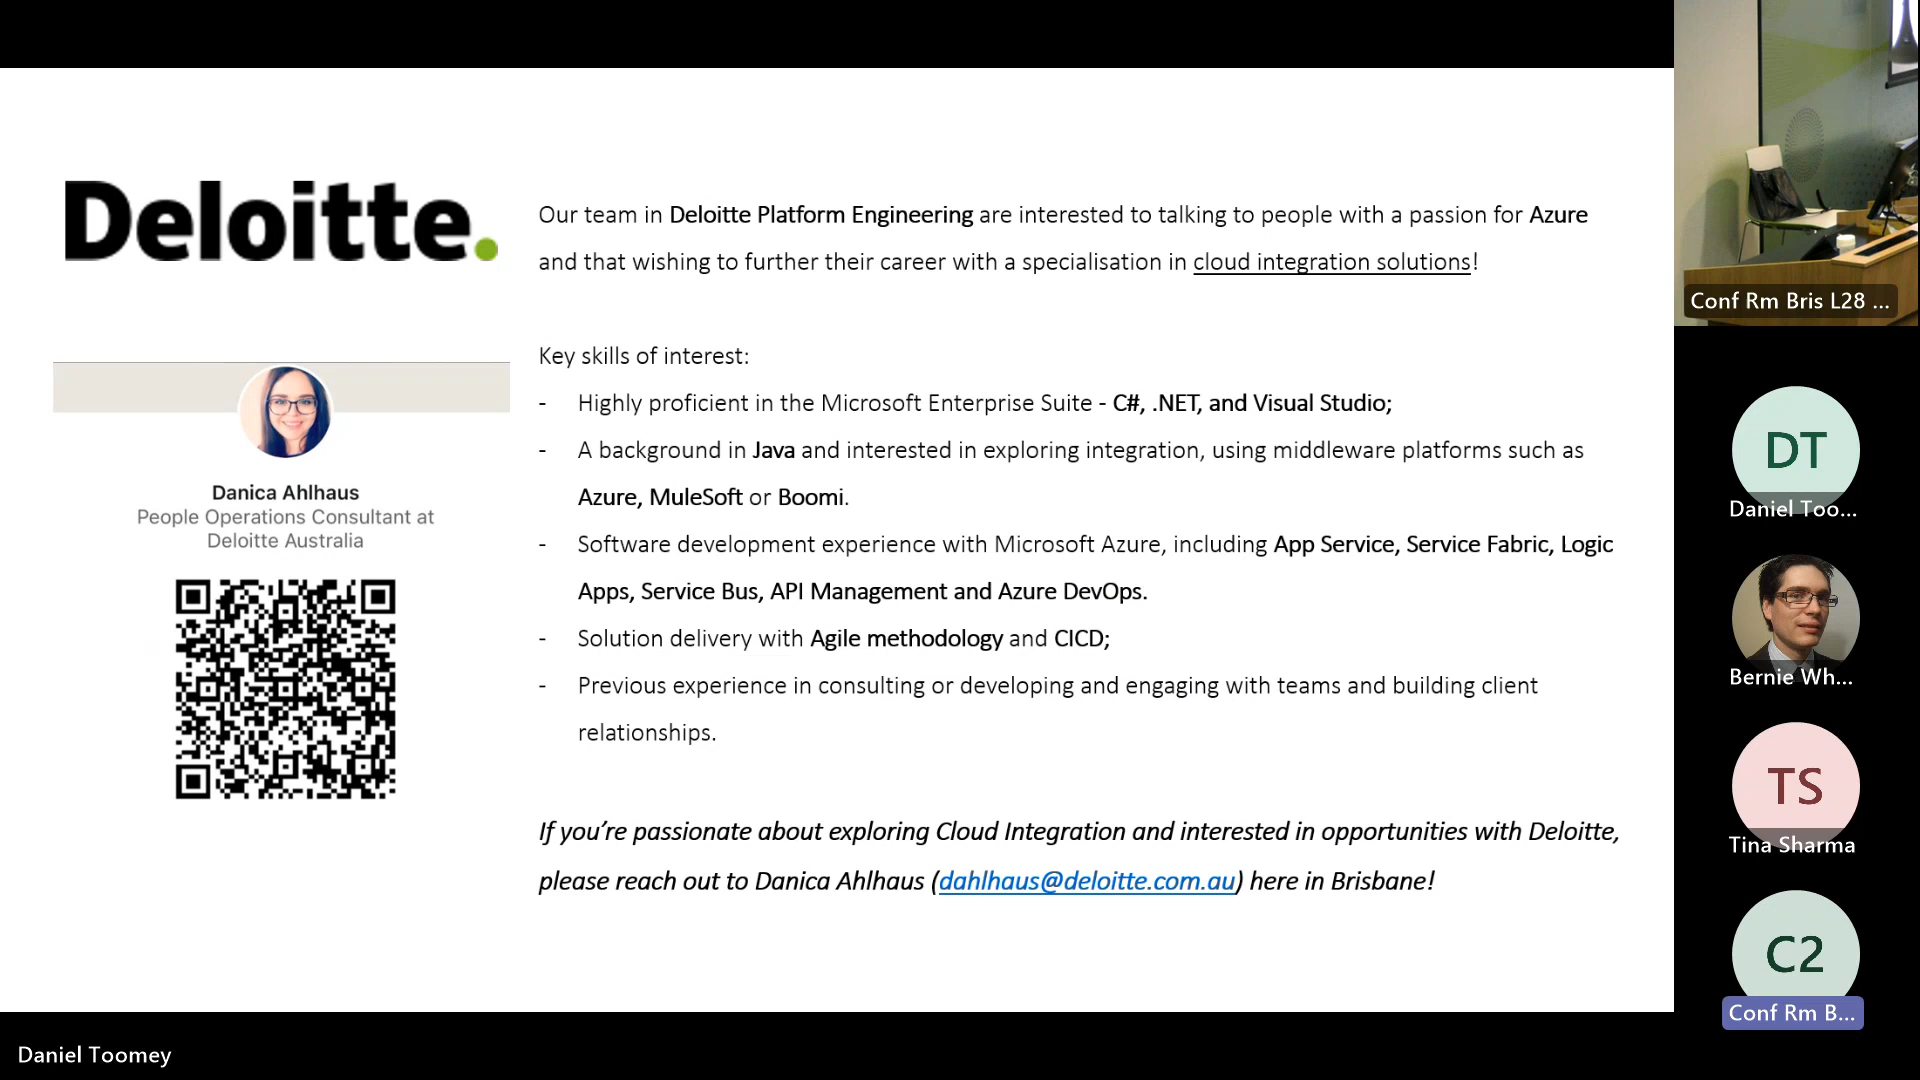 Deloitte.
Our team in Deloitte Platform Engineering are interested to talking to people with a passion for Azure
and that wishing to further their career with a specialisation in cloud integration solutions!
Key skills of interest:
- Highly proficient in the Microsoft Enterprise Suite - C#, .NET, and Visual Studio;
- A background in Java and interested in exploring integration, using middleware platforms such as
Azure, MuleSoft or Boomi.
- Software development experience with Microsoft Azure, including App Service, Service Fabric, Logic
Apps, Service Bus, API Management and Azure DevOps.
- Solution delivery with Agile methodology and CICD;
- Previous experience in consulting or developing and engaging with teams and building client
relationships.
If you’re passionate about exploring Cloud Integration and interested in opportunities with Deloitte,
please reach out to Danica Ahlhaus (dahlhaus@deloitte.com.au) here in Brisbane!
Danica Ahlhaus
People Operations Consultant at
Deloitte Australia
Conf Rm Bris L28 ...
DT
Daniel Too...
Bernie Wh...
TS
Tina Sharma
C2
Conf Rm B...
Daniel Toomey